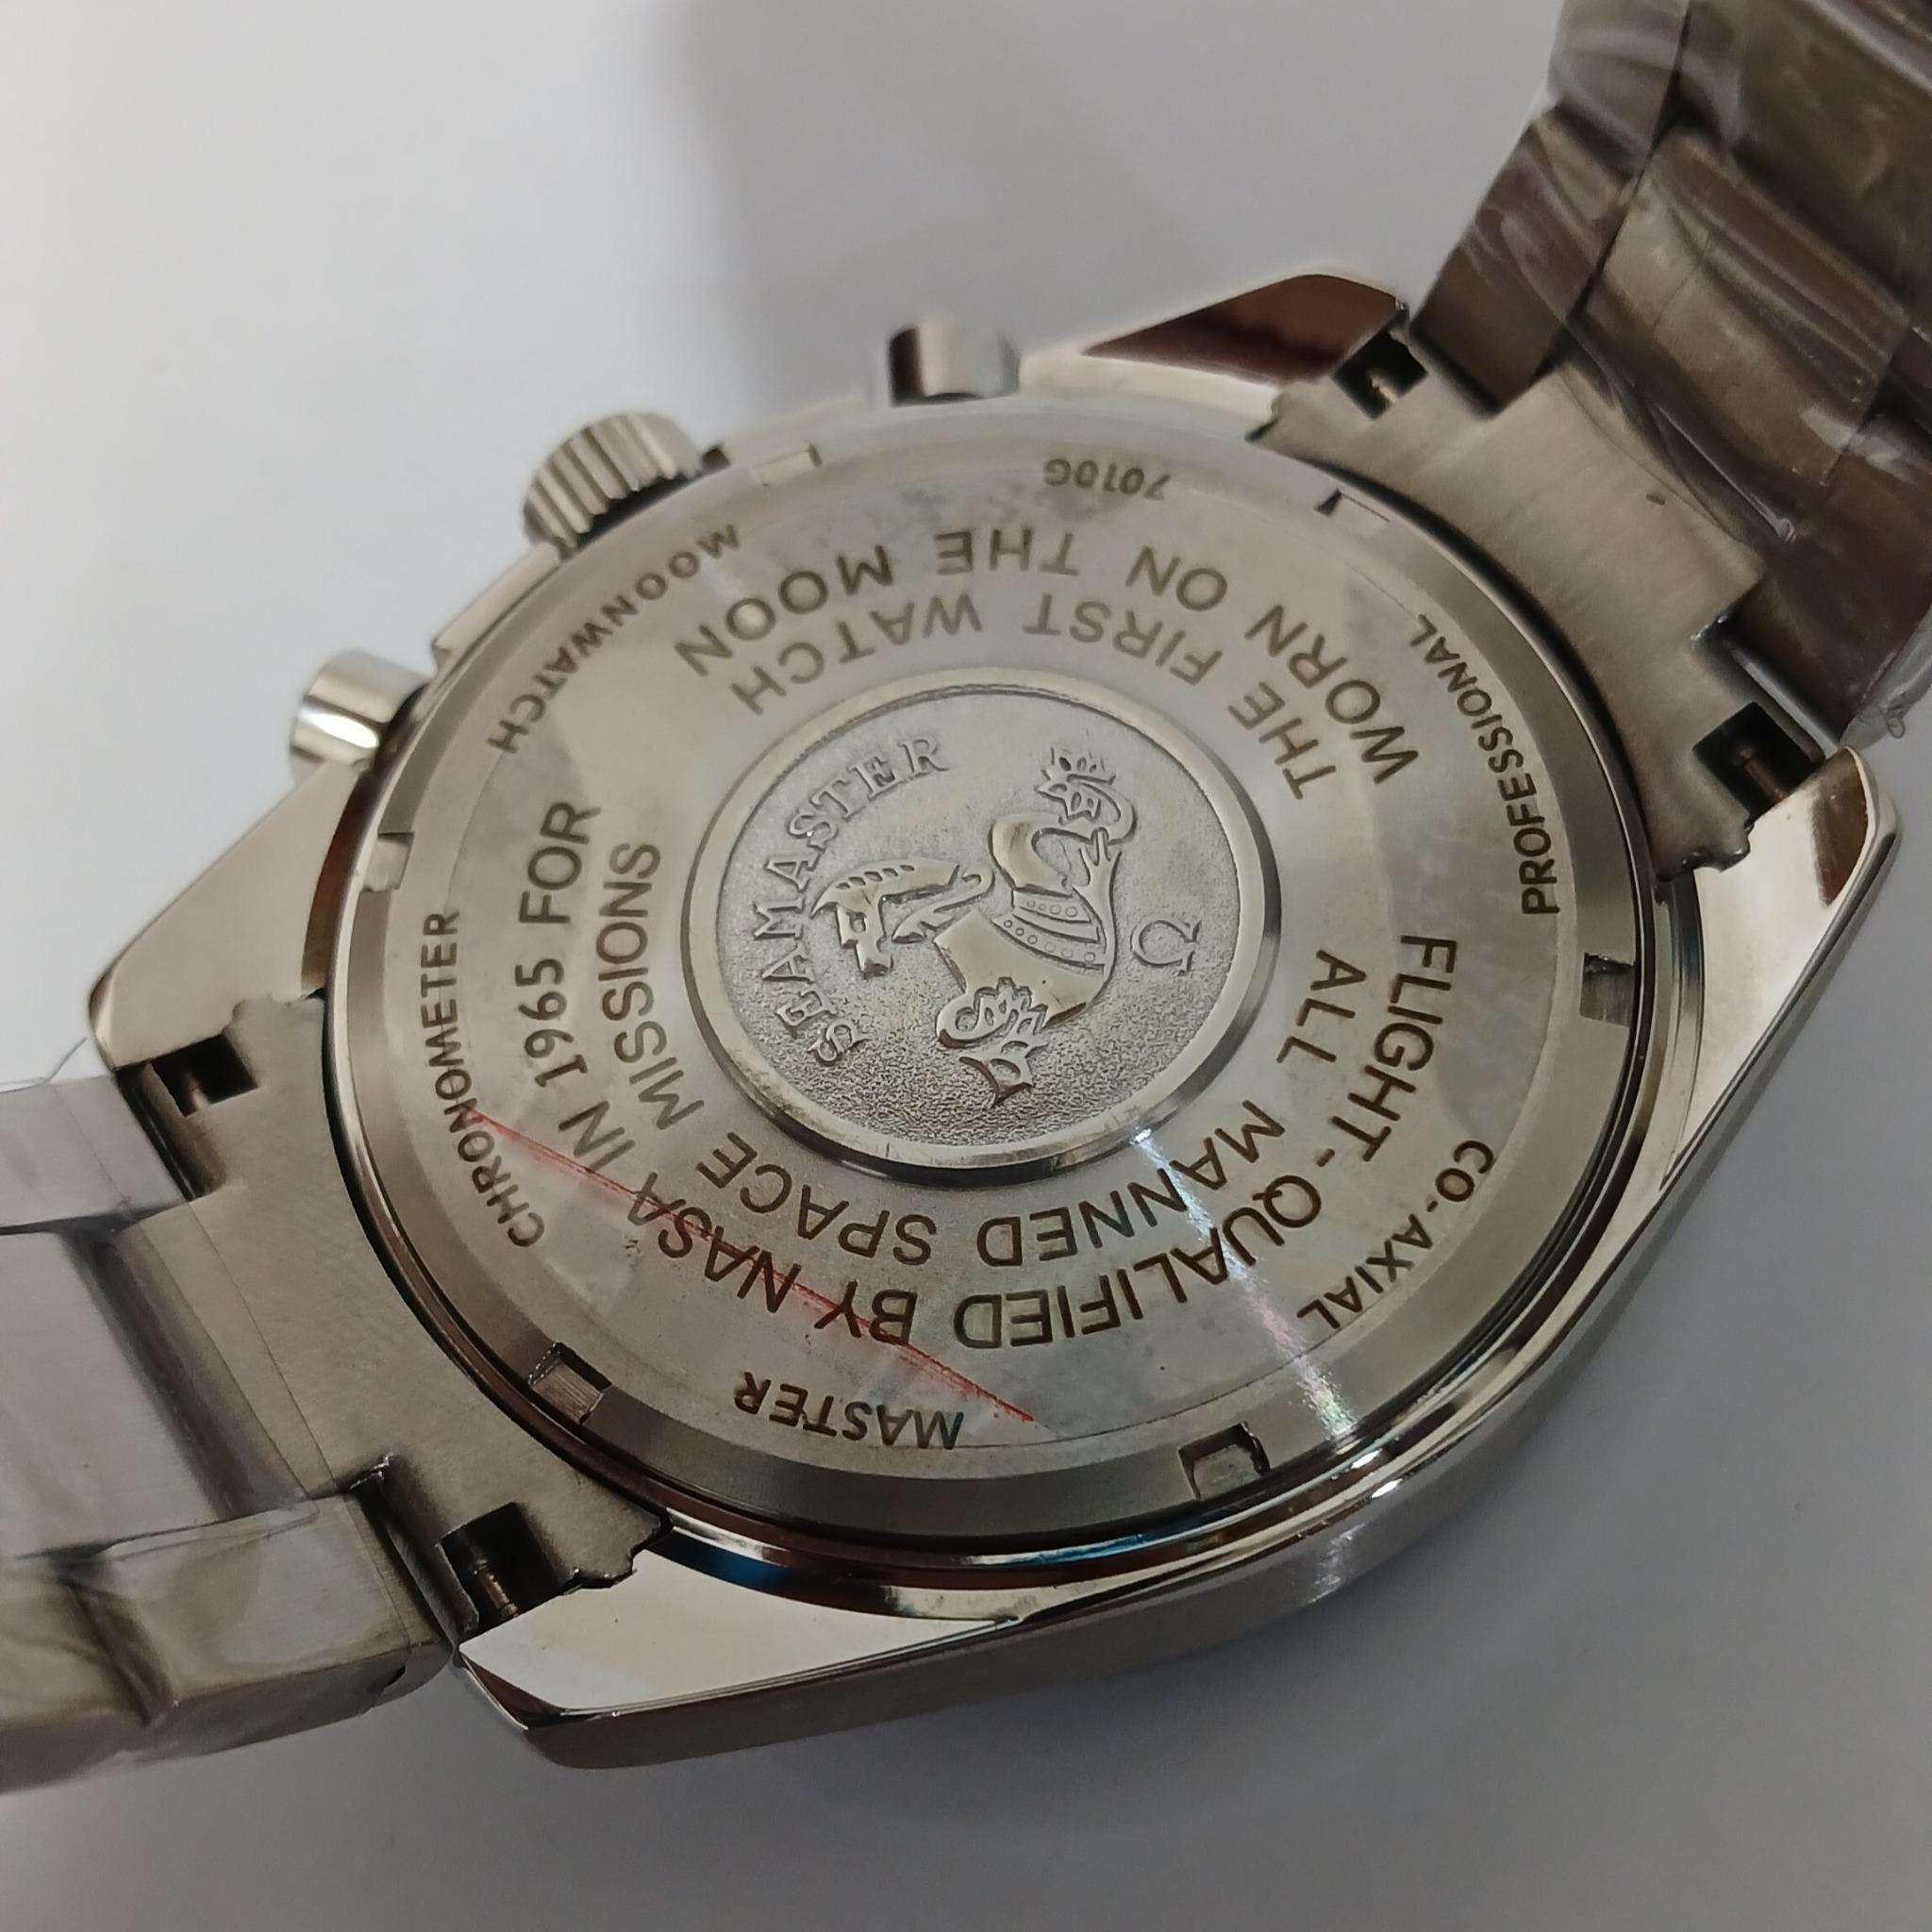 MASTER CHRONOMETER
MOONWATCH
7010G
PROFESSIONAL
CO-AXIAL
FLIGHT-QUALIFIED BY NASA IN 1965 FOR
ALL MANNED SPACE MISSIONS
THE FIRST WATCH
WORN ON THE MOON
SEAMASTER
Ω